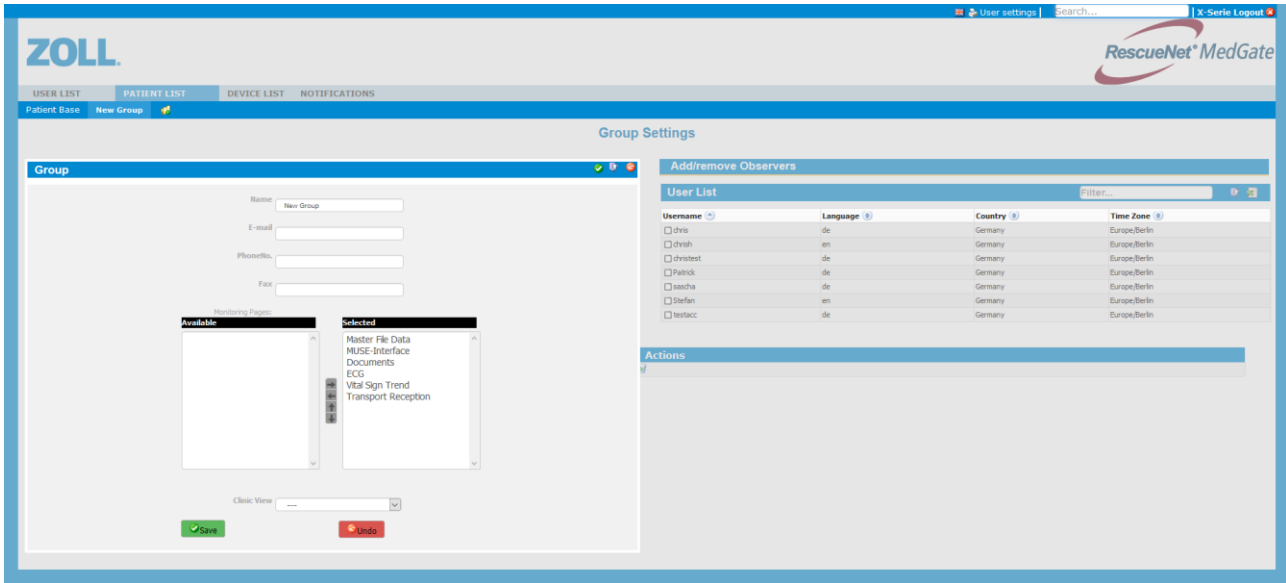 User settings | Search... | X-Serie Logout
ZOLL.
RescueNet® MedGate
USER LIST PATIENT LIST DEVICE LIST NOTIFICATIONS
Patient Base New Group
Group Settings
Group
Name New Group
E-mail
PhoneNo.
Fax
Monitoring Pages:
Available Selected
Master File Data
MUSE-Interface
Documents
ECG
Vital Sign Trend
Transport Reception
Clinic View ----
Save Undo
Add/remove Observers
User List Filter...
Username Language Country Time Zone
chris de Germany Europe/Berlin
chrish en Germany Europe/Berlin
christest de Germany Europe/Berlin
Patrick de Germany Europe/Berlin
sascha de Germany Europe/Berlin
Stefan en Germany Europe/Berlin
testacc de Germany Europe/Berlin
Actions